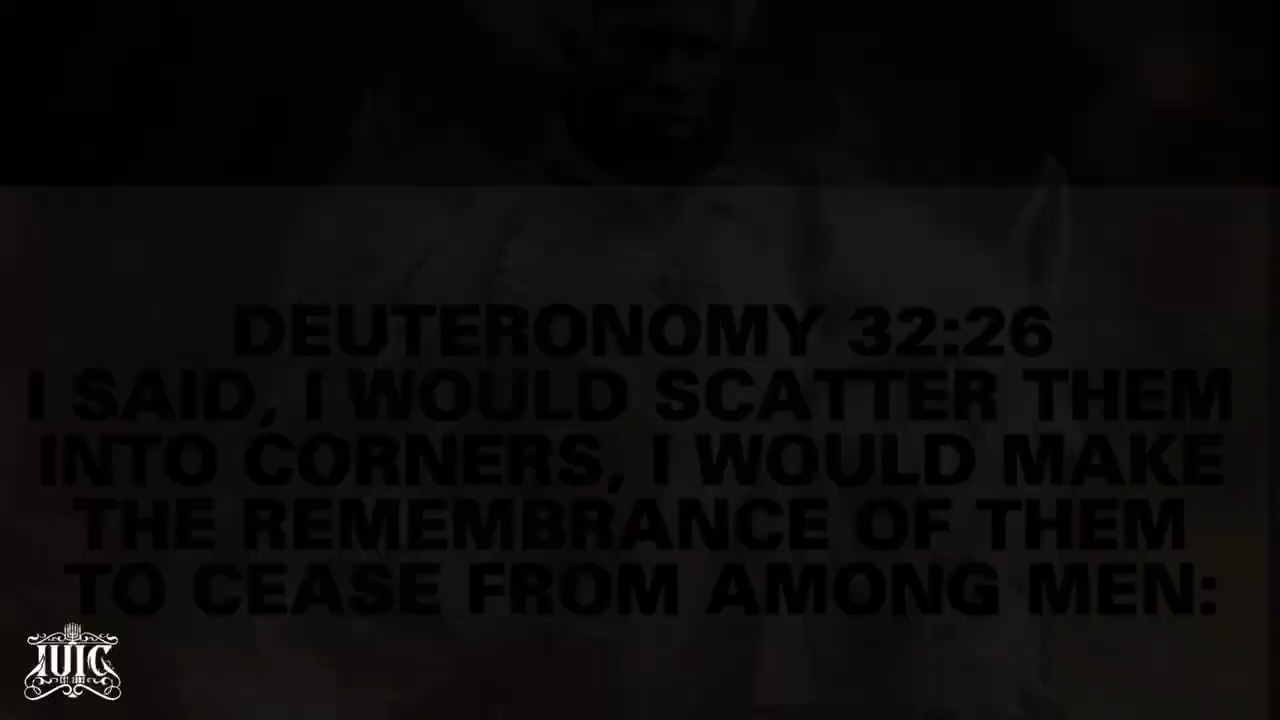 DEUTERONOMY 32:26
I SAID, I WOULD SCATTER THEM
INTO CORNERS, I WOULD MAKE
THE REMEMBRANCE OF THEM
TO CEASE FROM AMONG MEN:
IUIC